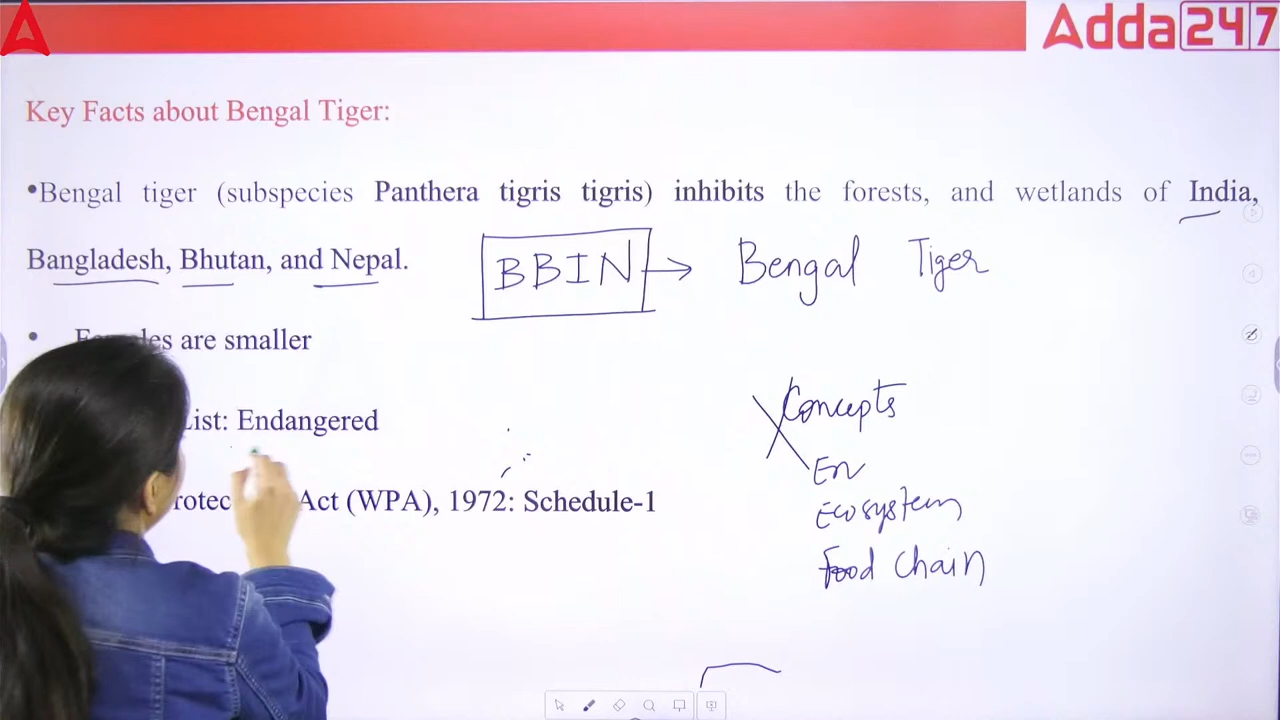 Adda247
Key Facts about Bengal Tiger:
•Bengal tiger (subspecies Panthera tigris tigris) inhibits the forests, and wetlands of India,
Bangladesh, Bhutan, and Nepal.
BBIN → Bengal Tiger
• are smaller
List: Endangered
Act (WPA), 1972: Schedule-1
Concepts
En
Ecosystem
Food Chain